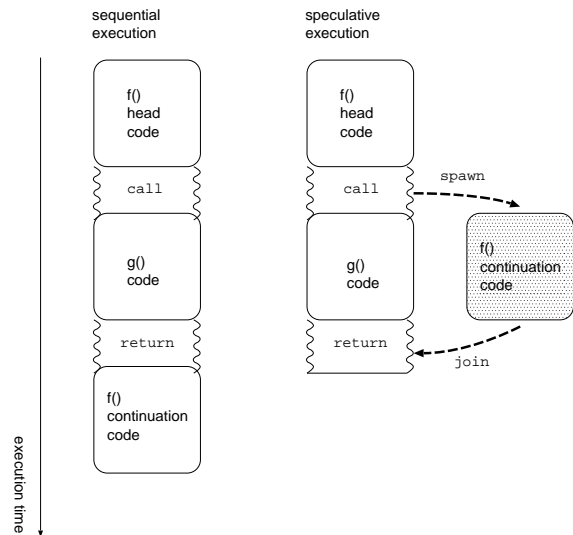 sequential
execution
speculative
execution
f()
head
code
f()
head
code
call
call
spawn
g()
code
g()
code
f()
continuation
code
return
return
join
f()
continuation
code
execution time